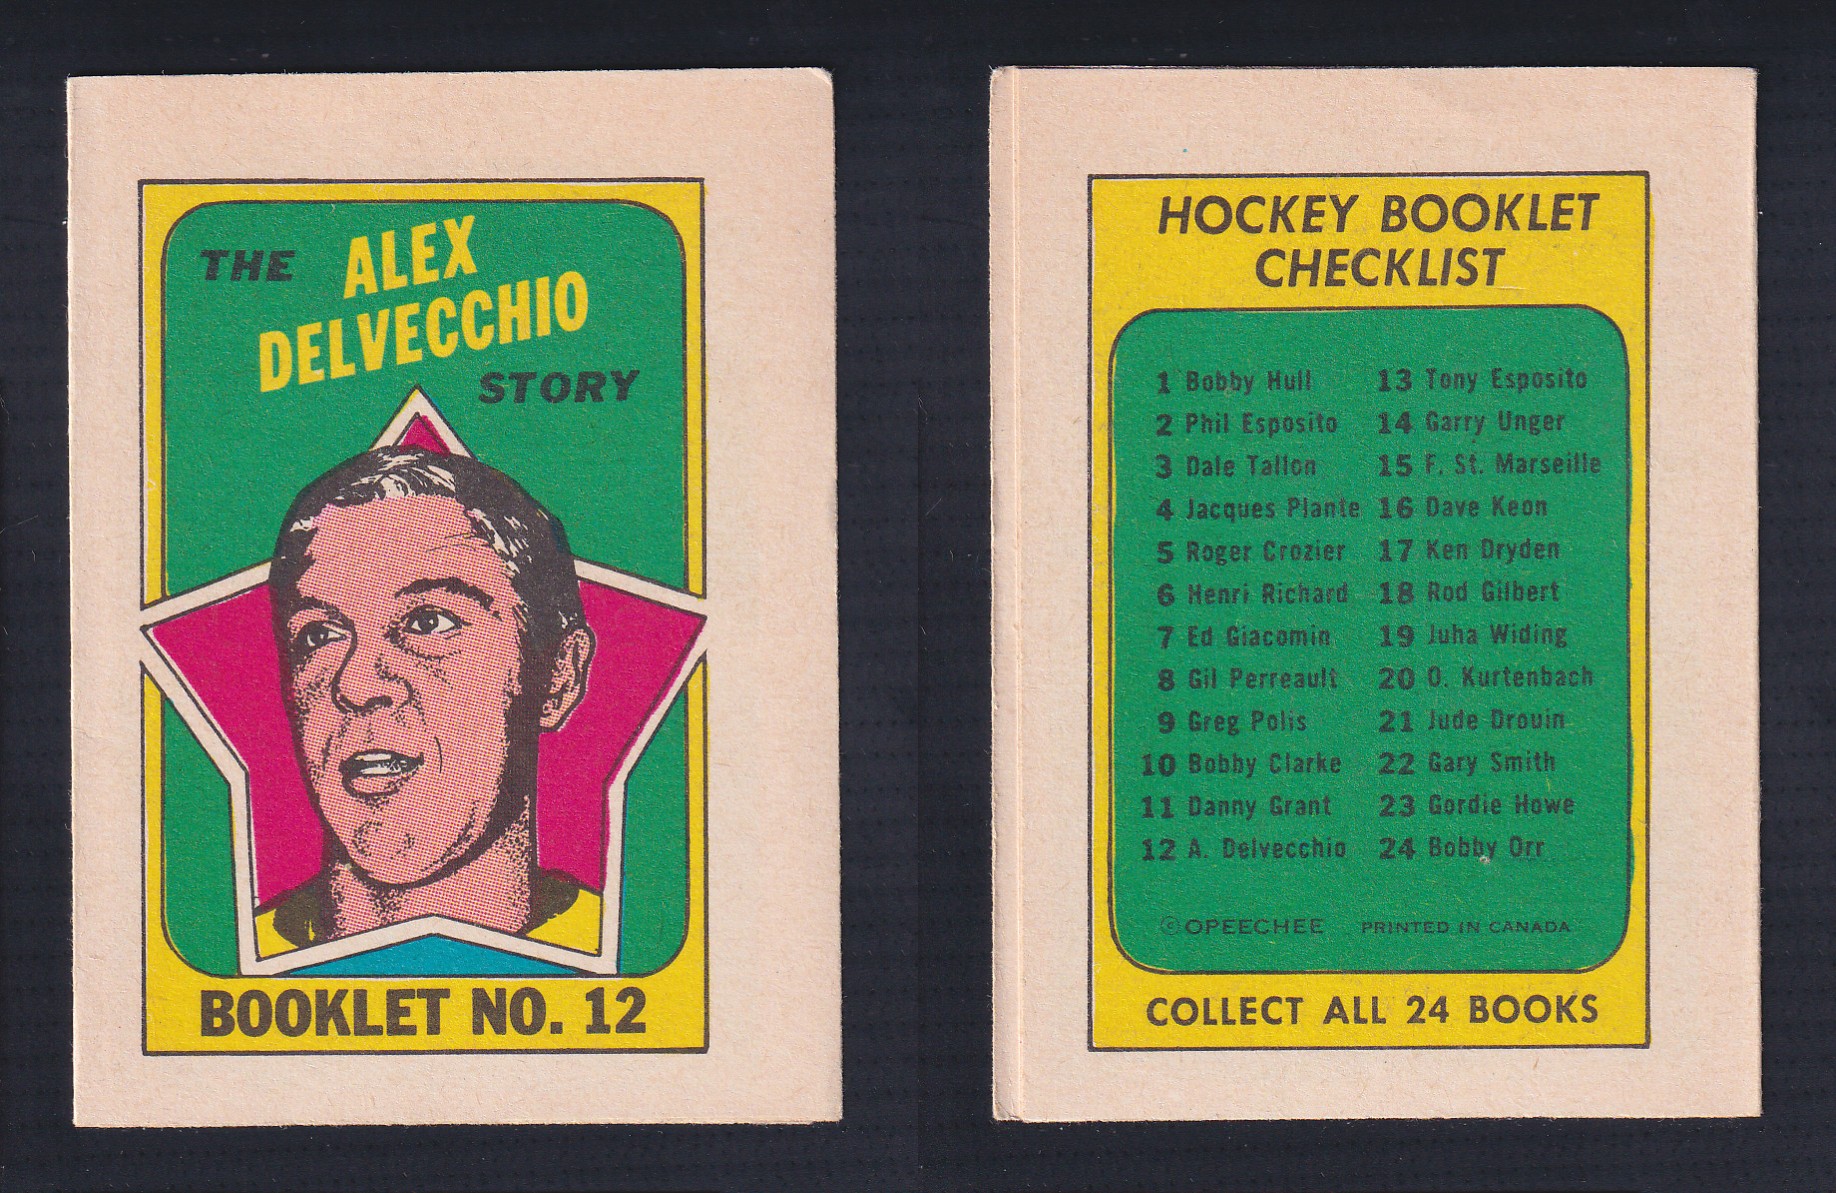 THE ALEX
DELVECCHIO
STORY
BOOKLET NO. 12
HOCKEY BOOKLET
CHECKLIST
1 Bobby Hull
2 Phil Esposito
3 Dale Tallon
4 Jacques Plante
5 Roger Crozier
6 Henri Richard
7 Ed Giacomin
8 Gil Perreault
9 Greg Polis
10 Bobby Clarke
11 Danny Grant
12 A. Delvecchio
13 Tony Esposito
14 Garry Unger
15 F. St. Marseille
16 Dave Keon
17 Ken Dryden
18 Rod Gilbert
19 Juha Widing
20 O. Kurtenbach
21 Jude Drouin
22 Gary Smith
23 Gordie Howe
24 Bobby Orr
©OPEECHEE PRINTED IN CANADA
COLLECT ALL 24 BOOKS